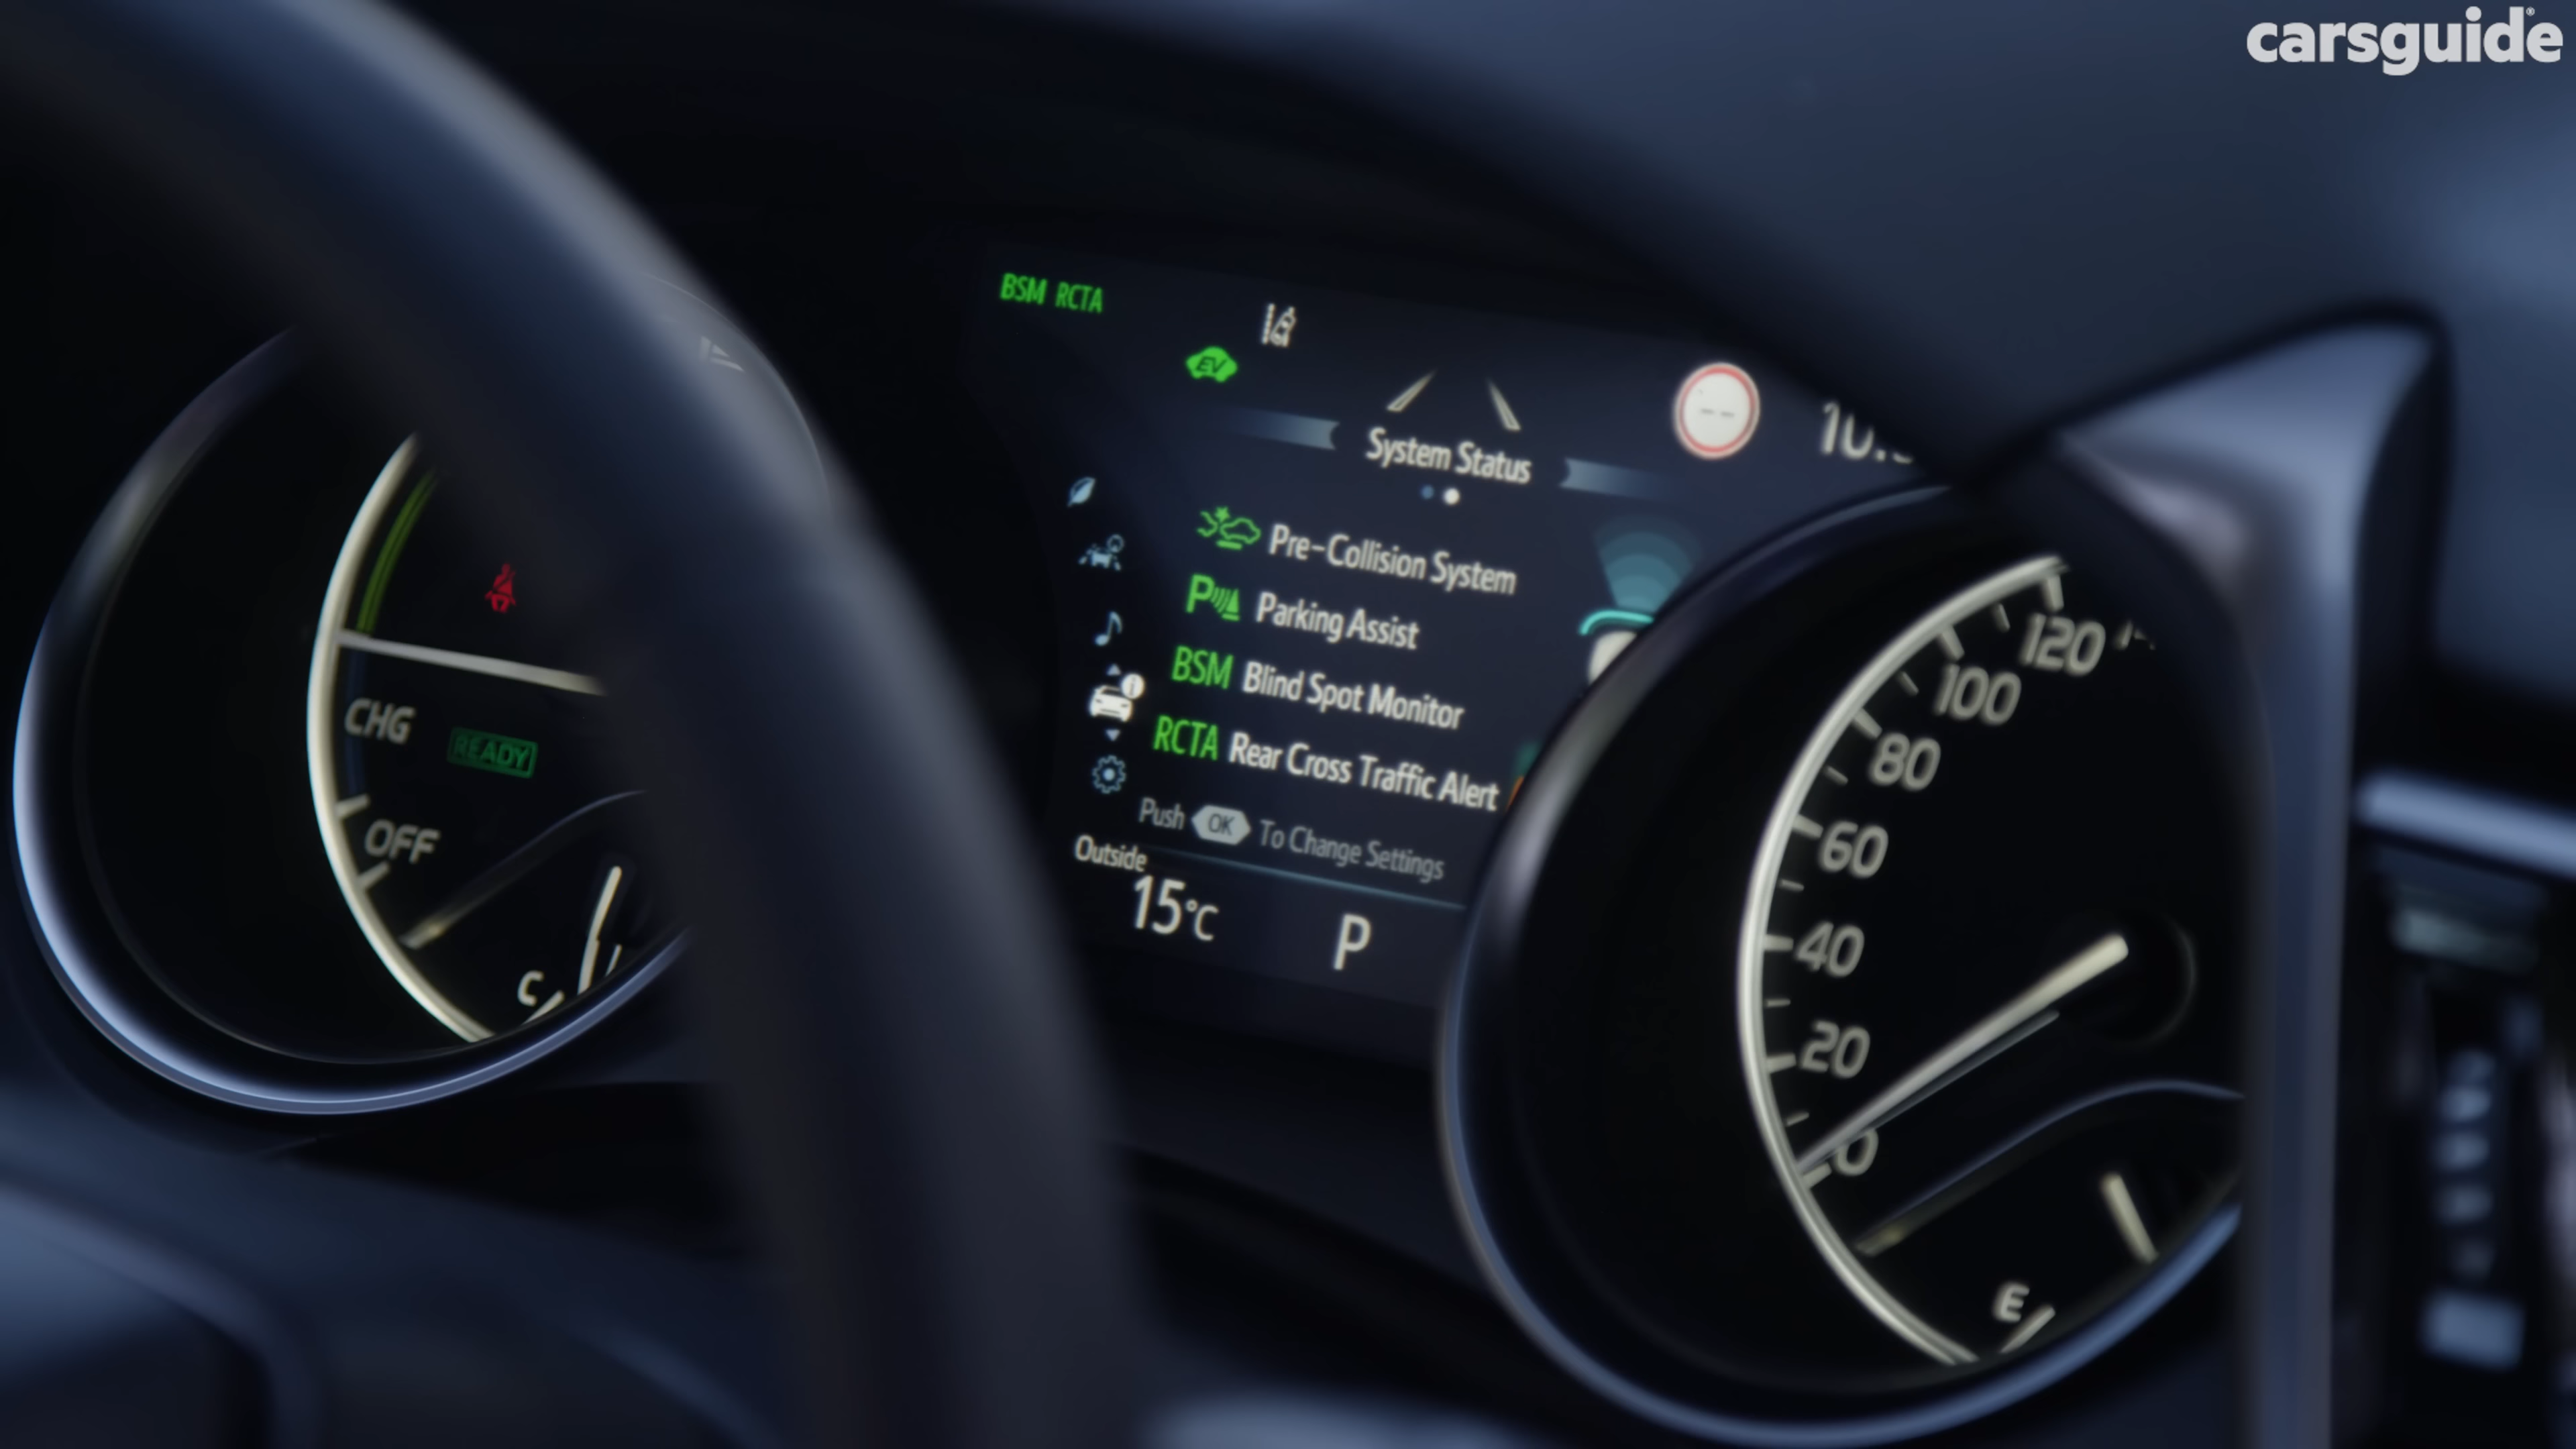 carsguide
BSM RCTA
EV
System Status
Pre-Collision System
P Parking Assist
BSM Blind Spot Monitor
RCTA Rear Cross Traffic Alert
Push OK To Change Settings
Outside
15°C
P
CHG
READY
OFF
C
120
100
80
60
40
20
0
E